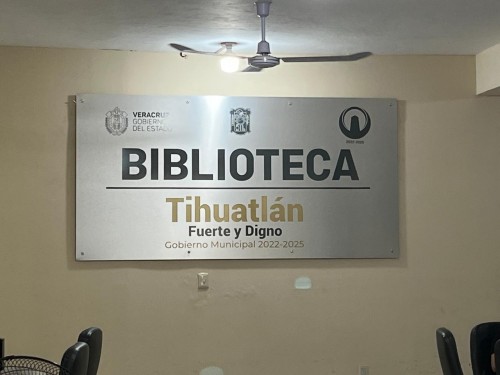 VERACRUZ
GOBIERNO
DEL ESTADO
BIBLIOTECA
Tihuatlán
Fuerte y Digno
Gobierno Municipal 2022-2025